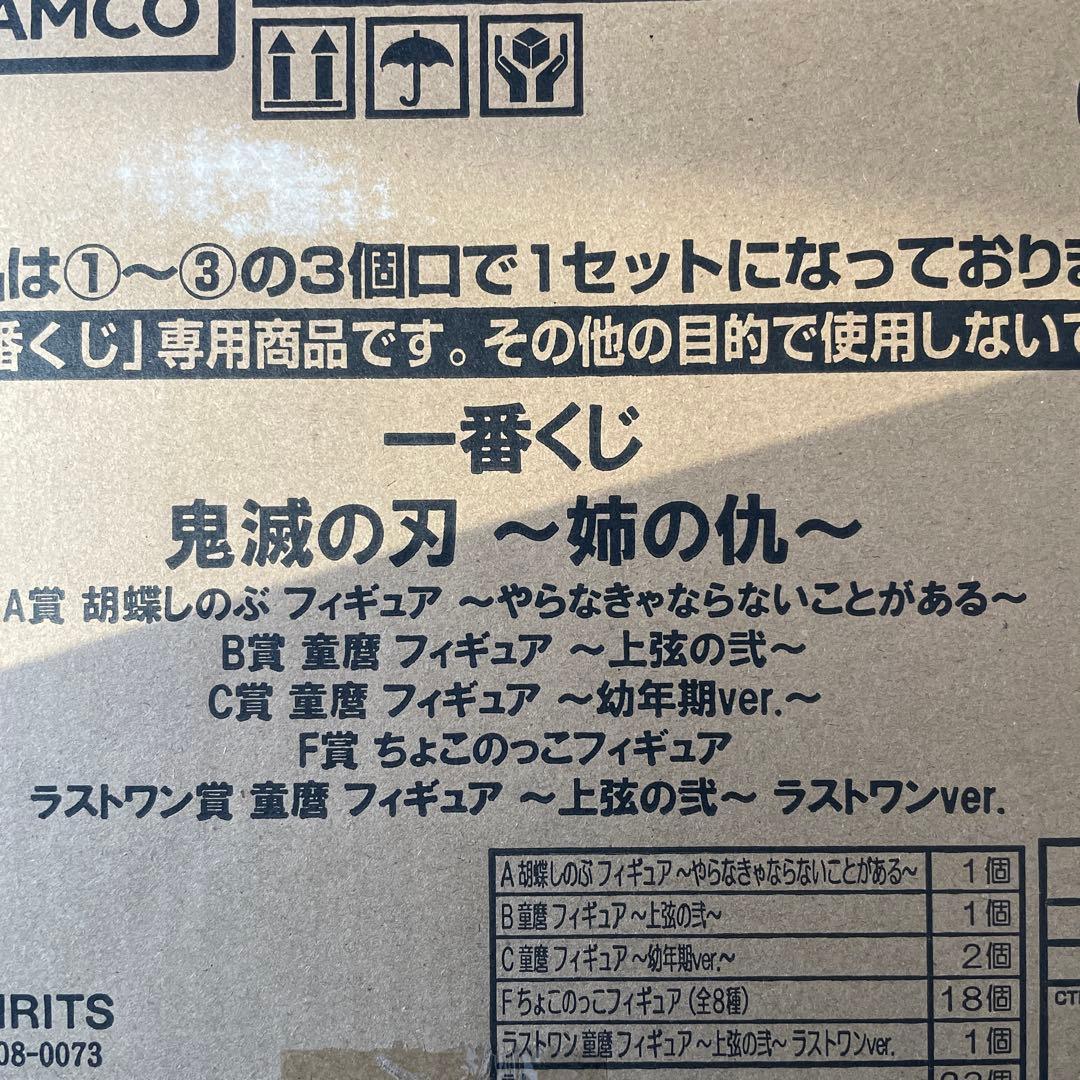 AMCO
は①～③の3個口で1セットになっておりま
番くじ」専用商品です。その他の目的で使用しないで
一番くじ
鬼滅の刃 ～姉の仇～
A賞 胡蝶しのぶ フィギュア ～やらなきゃならないことがある～
B賞 童磨 フィギュア ～上弦の弐～
C賞 童磨 フィギュア ～幼年期ver.～
F賞 ちょこのっこフィギュア
ラストワン賞 童磨 フィギュア ～上弦の弐～ ラストワンver.
A 胡蝶しのぶ フィギュア ～やらなきゃならないことがある～ 1個
B 童磨 フィギュア ～上弦の弐～ 1個
C 童磨 フィギュア ～幼年期ver.～ 2個
F ちょこのっこフィギュア (全8種) 18個
ラストワン 童磨 フィギュア ～上弦の弐～ ラストワンver. 1個
IRITS
08-0073